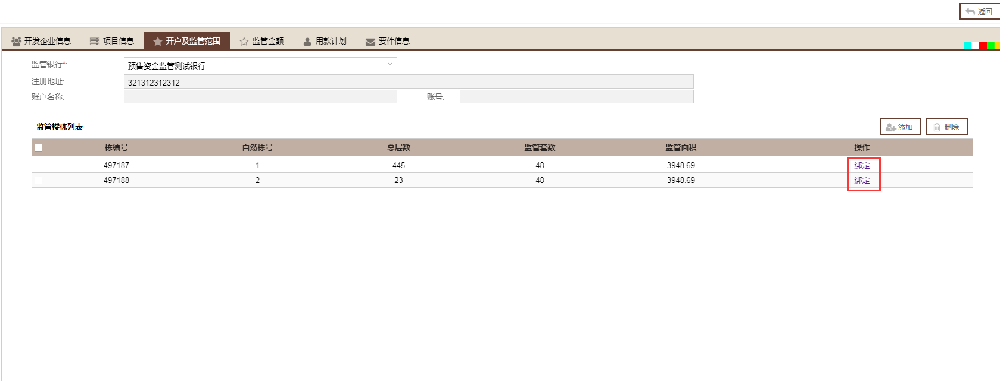 返回
开发企业信息 项目信息 开户及监管范围 监管金额 用款计划 要件信息
监管银行*: 预售资金监管测试银行
注册地址: 321312312312
账户名称: 账号:
监管楼栋列表 添加 删除
栋编号 自然栋号 总层数 监管套数 监管面积 操作
497187 1 445 48 3948.69 绑定
497188 2 23 48 3948.69 绑定